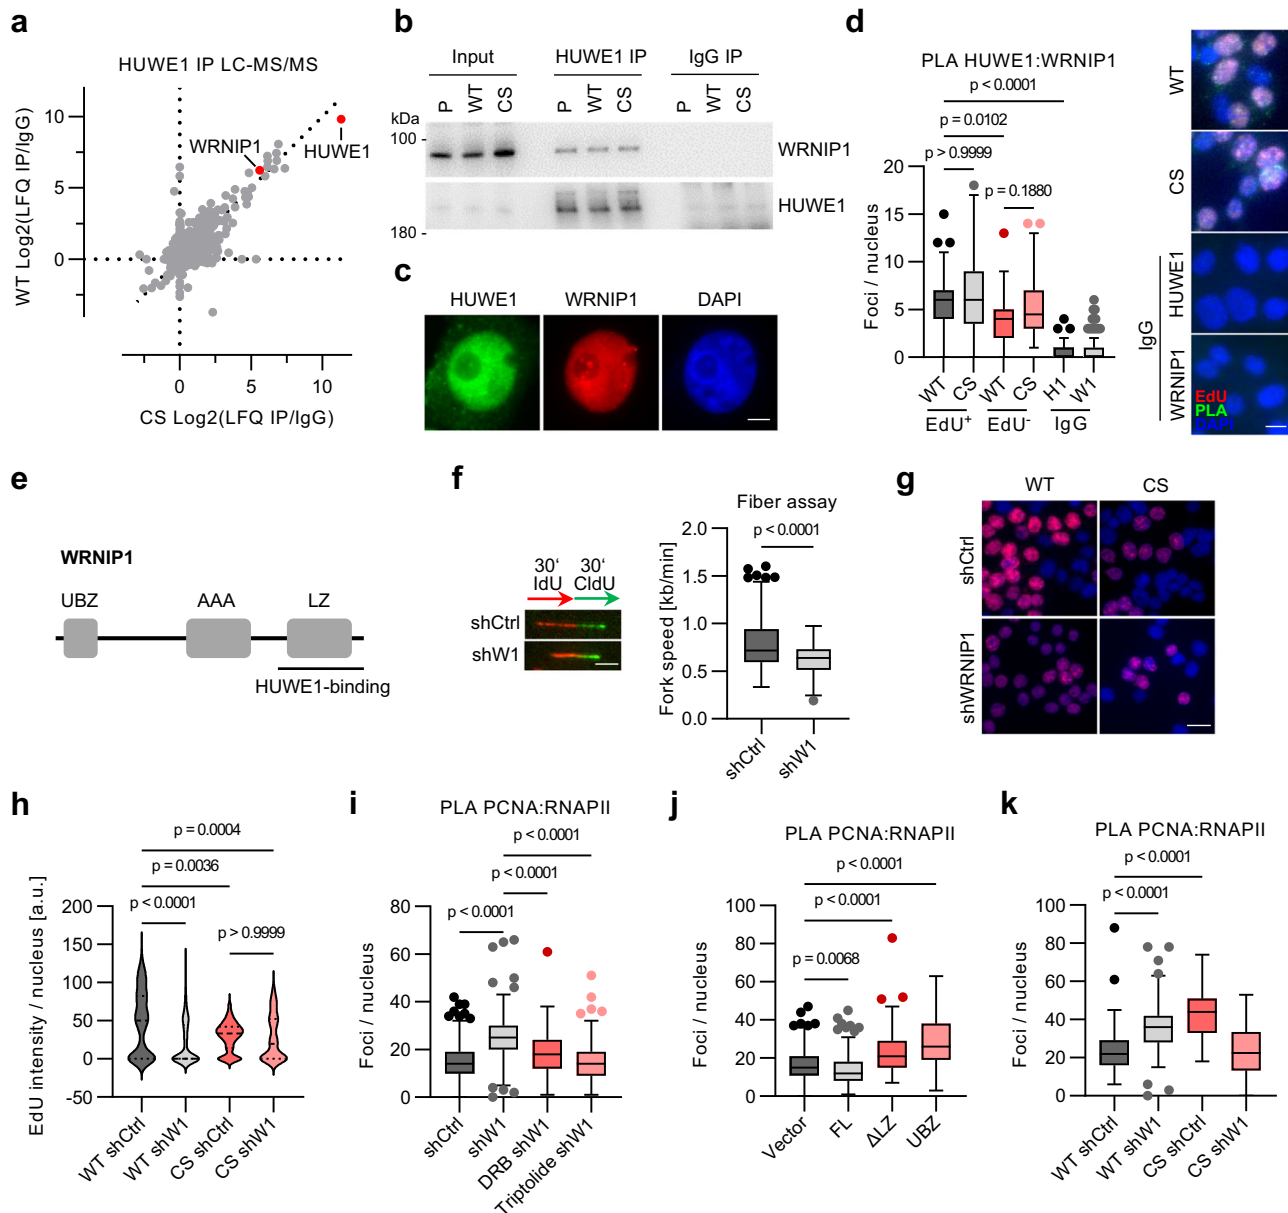 a
HUWE1 IP LC-MS/MS
WT Log2(LFQ IP/IgG)
10
5
0
WRNIP1
HUWE1
0
5
10
CS Log2(LFQ IP/IgG)
b
Input
HUWE1 IP
IgG IP
P
WT
CS
P
WT
CS
P
WT
CS
kDa
100 -
WRNIP1
HUWE1
180 -
c
HUWE1
WRNIP1
DAPI
d
PLA HUWE1:WRNIP1
p < 0.0001
p = 0.0102
p > 0.9999
p = 0.1880
Foci / nucleus
20
15
10
5
0
WT
CS
WT
CS
H1
W1
EdU+
EdU-
IgG
WT
CS
IgG
HUWE1
WRNIP1
EdU
PLA
DAPI
e
WRNIP1
UBZ
AAA
LZ
HUWE1-binding
f
30‘
IdU
30‘
CldU
shCtrl
shW1
Fiber assay
p < 0.0001
Fork speed [kb/min]
2.0
1.5
1.0
0.5
0.0
shCtrl
shW1
g
WT
CS
shCtrl
shWRNIP1
h
p = 0.0004
p = 0.0036
p < 0.0001
p > 0.9999
EdU intensity / nucleus [a.u.]
200
150
100
50
0
-50
WT shCtrl
WT shW1
CS shCtrl
CS shW1
i
PLA PCNA:RNAPII
p < 0.0001
p < 0.0001
p < 0.0001
Foci / nucleus
80
60
40
20
0
shCtrl
shW1
DRB shW1
Triptolide shW1
j
PLA PCNA:RNAPII
p < 0.0001
p < 0.0001
p = 0.0068
Foci / nucleus
100
80
60
40
20
0
Vector
FL
ΔLZ
UBZ
k
PLA PCNA:RNAPII
p < 0.0001
p < 0.0001
Foci / nucleus
100
80
60
40
20
0
WT shCtrl
WT shW1
CS shCtrl
CS shW1